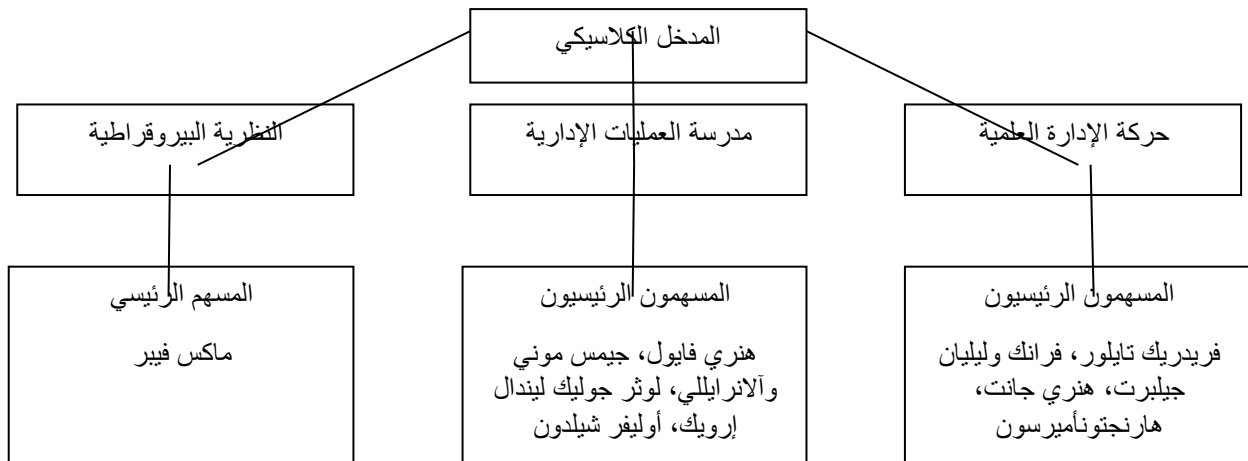 المدخل الكلاسيكي
حركة الإدارة العلمية
مدرسة العمليات الإدارية
النظرية البيروقراطية
المسهمون الرئيسيون
فريدريك تايلور، فرانك وليليان
جيلبرت، هنري جانت،
هارنجتونأميرسون
المسهمون الرئيسيون
هنري فايول، جيمس موني
وآلانرايللي، لوثر جوليك ليندال
إرويك، أوليفر شيلدون
المسهم الرئيسي
ماكس فيبر